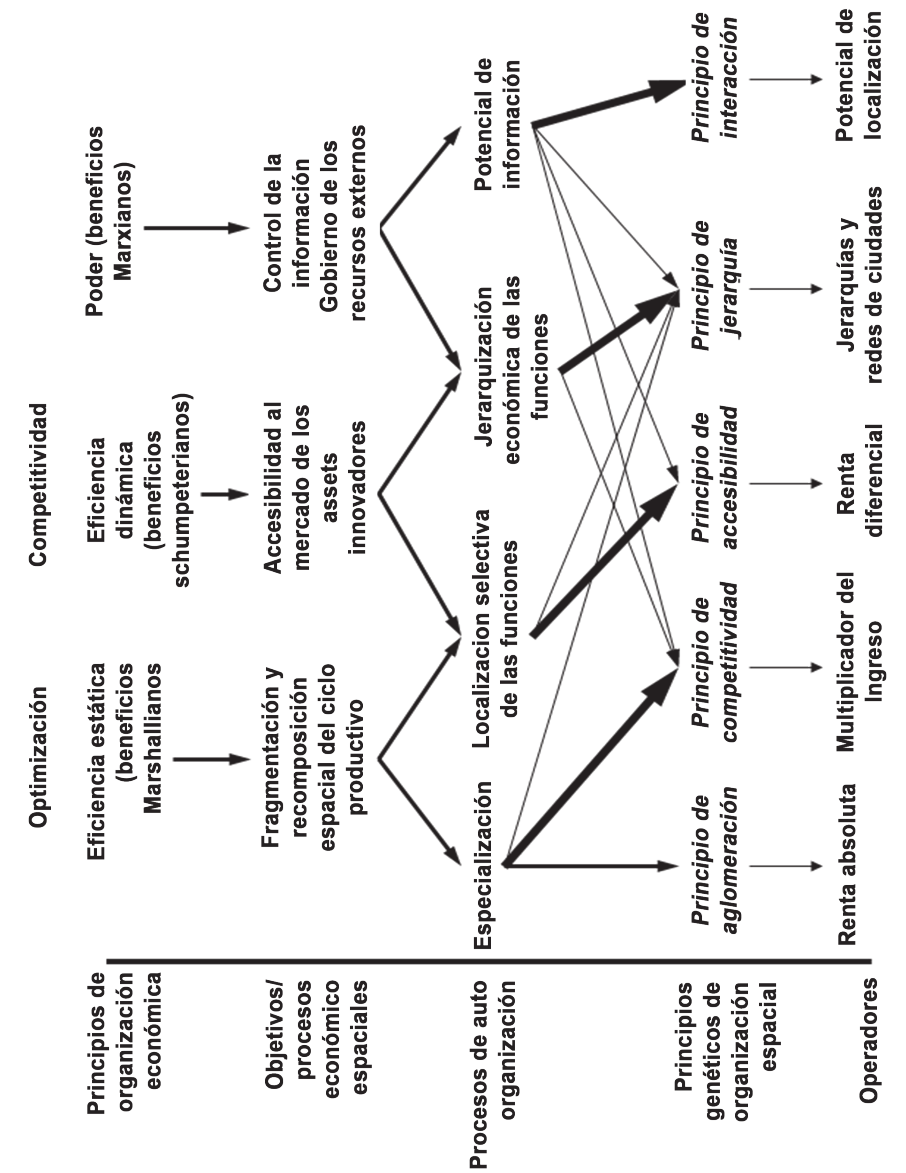 Optimización
Competitividad
Principios de
organización
económica
Eficiencia estática
(beneficios
Marshallianos
Eficiencia
dinámica
(beneficios
schumpeterianos)
Poder (beneficios
Marxianos)
Objetivos/
procesos
económico
espaciales
Fragmentación y
recomposición
espacial del ciclo
productivo
Accesibilidad al
mercado de los
assets
innovadores
Control de la
información
Gobierno de los
recursos externos
Procesos de auto
organización
Especialización
Localizacion selectiva
de las funciones
Jerarquización
económica de las
funciones
Potencial de
información
Principios
genéticos de
organización
espacial
Principio de
aglomeración
Principio de
competitividad
Principio de
accesibilidad
Principio de
jerarquía
Principio de
interacción
Operadores
Renta absoluta
Multiplicador del
Ingreso
Renta
diferencial
Jerarquías y
redes de ciudades
Potencial de
localización